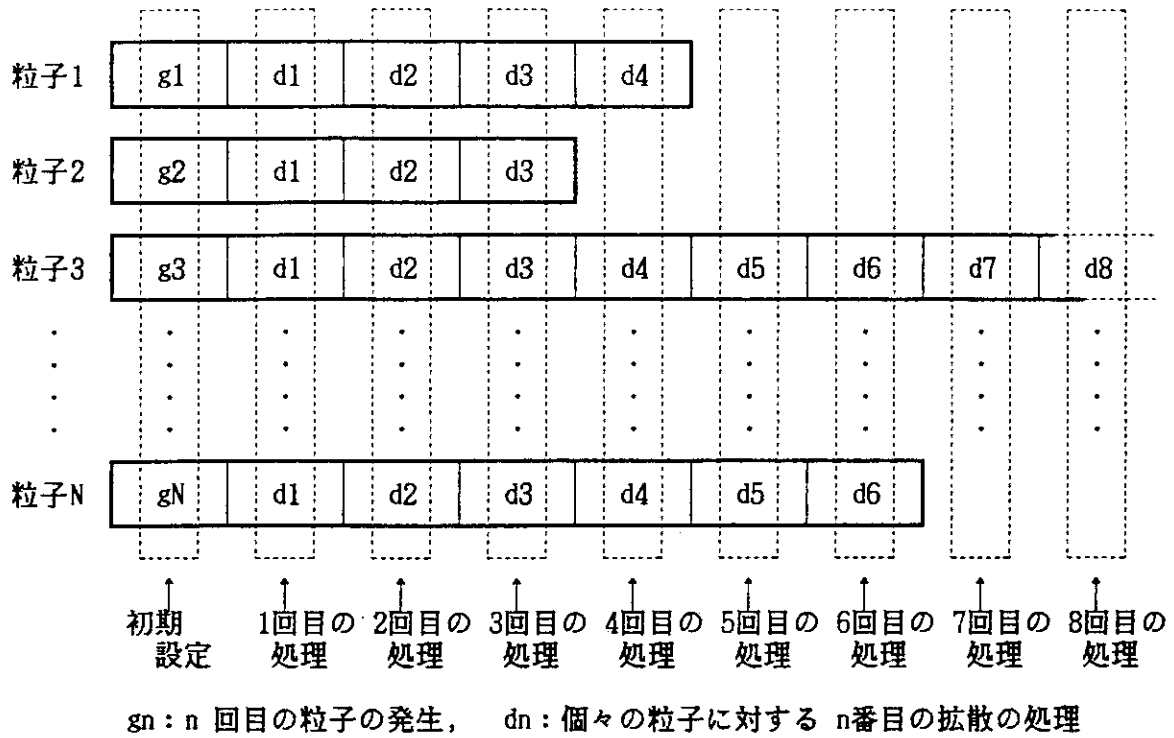 粒子1 g1 d1 d2 d3 d4
粒子2 g2 d1 d2 d3
粒子3 g3 d1 d2 d3 d4 d5 d6 d7 d8
粒子N gN d1 d2 d3 d4 d5 d6
初期 1回目の 2回目の 3回目の 4回目の 5回目の 6回目の 7回目の 8回目の
設定 処理 処理 処理 処理 処理 処理 処理 処理
gn：n 回目の粒子の発生， dn：個々の粒子に対する n番目の拡散の処理